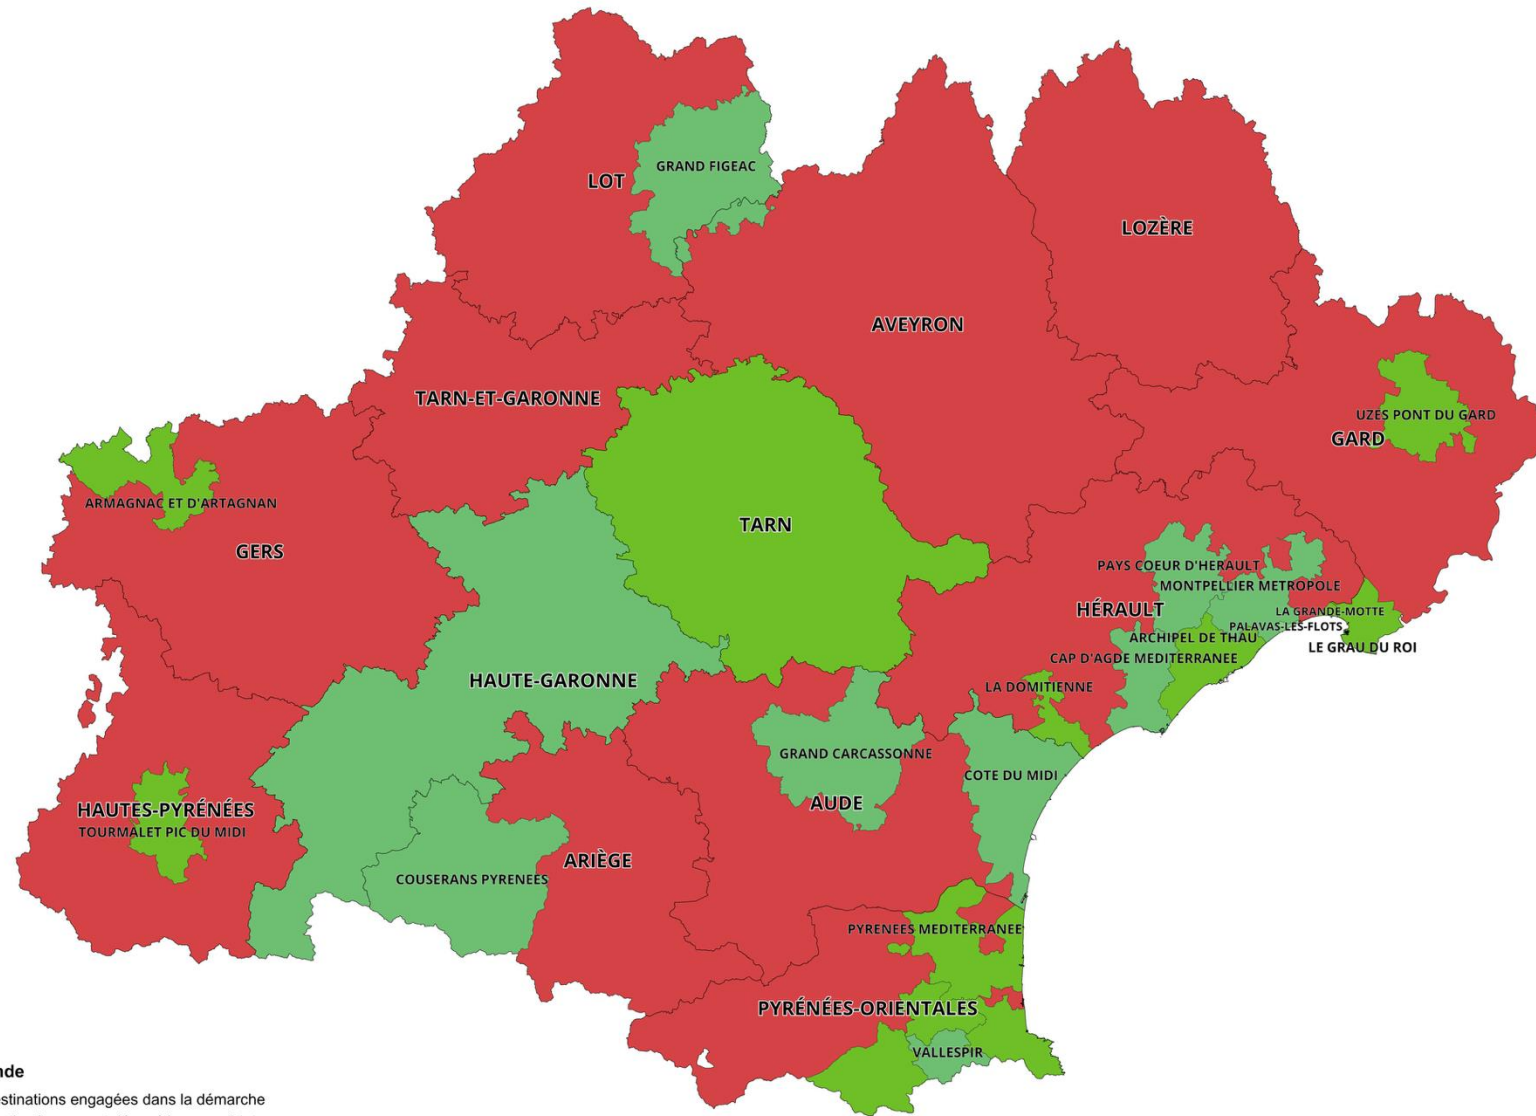 GRAND FIGEAC
LOT
LOZÈRE
AVEYRON
TARN-ET-GARONNE
UZES PONT DU GARD
GARD
ARMAGNAC ET D'ARTAGNAN
TARN
GERS
PAYS COEUR D'HERAULT
MONTPELLIER METROPOLE
HÉRAULT
LA GRANDE-MOTTE
PALAVAS-LES-FLOTS
ARCHIPEL DE THAU
LE GRAU DU ROI
CAP D'AGDE MEDITERRANEE
HAUTE-GARONNE
LA DOMITIENNE
GRAND CARCASSONNE
COTE DU MIDI
AUDE
HAUTES-PYRÉNÉES
TOURMALET PIC DU MIDI
ARIÈGE
COUSERANS PYRENEES
PYRENEES MEDITERRANEE
PYRÉNÉES-ORIENTALES
VALLESPIR
nde
stinations engagées dans la démarche